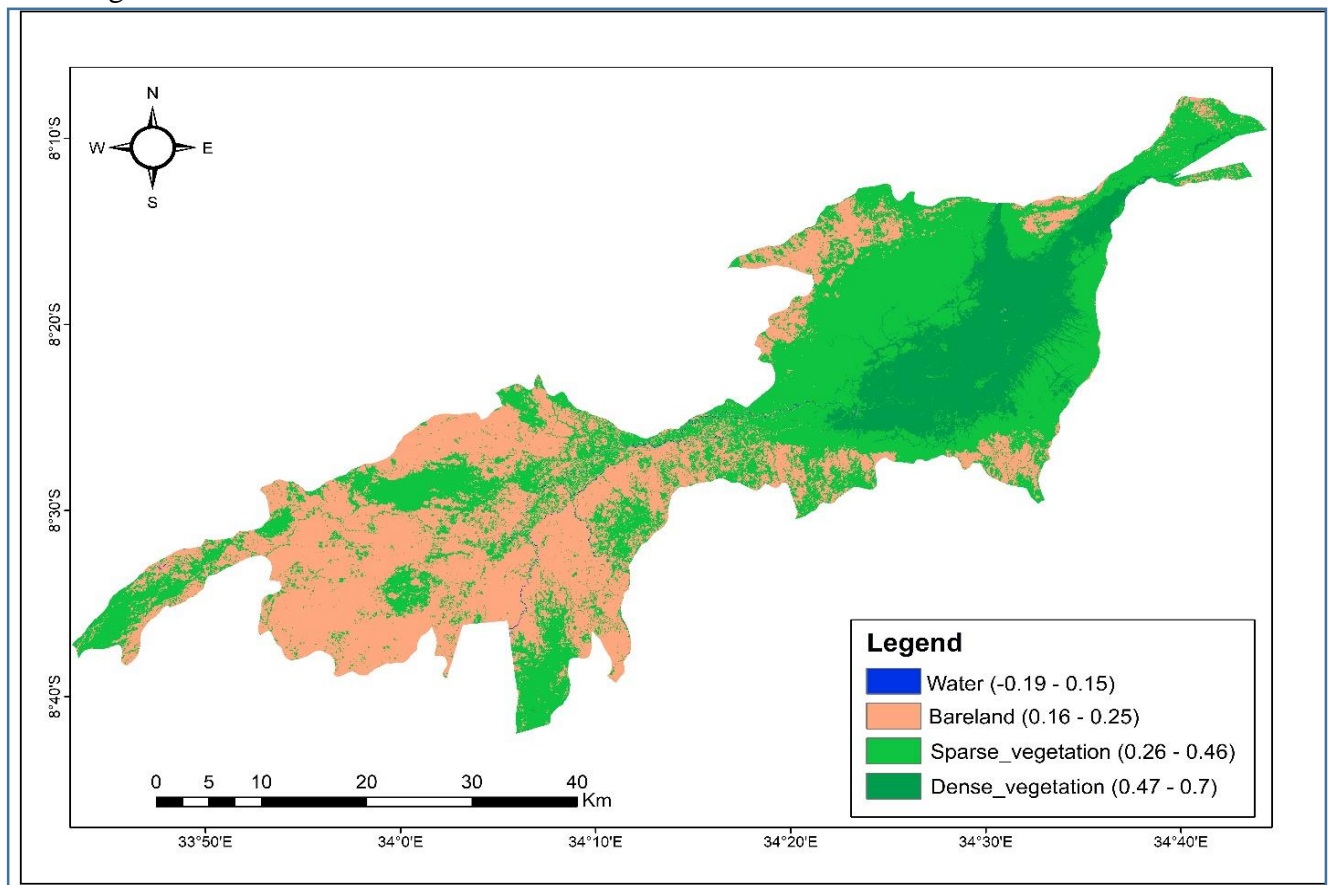 N
W E
S
8°10'S
8°20'S
8°30'S
8°40'S
Legend
Water (-0.19 - 0.15)
Bareland (0.16 - 0.25)
Sparse_vegetation (0.26 - 0.46)
Dense_vegetation (0.47 - 0.7)
0 5 10 20 30 40
Km
33°50'E 34°0'E 34°10'E 34°20'E 34°30'E 34°40'E